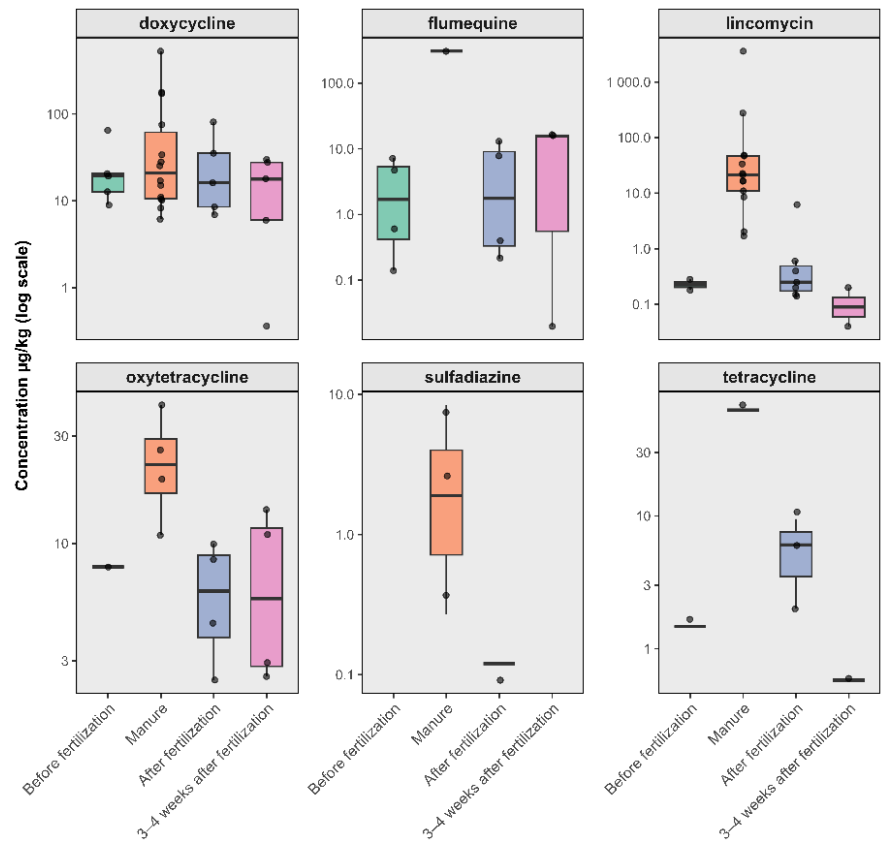 doxycycline
flumequine
lincomycin
100
10
1
100.0
10.0
1.0
0.1
1 000.0
100.0
10.0
1.0
0.1
Concentration µg/kg (log scale)
oxytetracycline
sulfadiazine
tetracycline
30
10
3
10.0
1.0
0.1
30
10
3
1
Before fertilization
Manure
After fertilization
3–4 weeks after fertilization
Before fertilization
Manure
After fertilization
3–4 weeks after fertilization
Before fertilization
Manure
After fertilization
3–4 weeks after fertilization